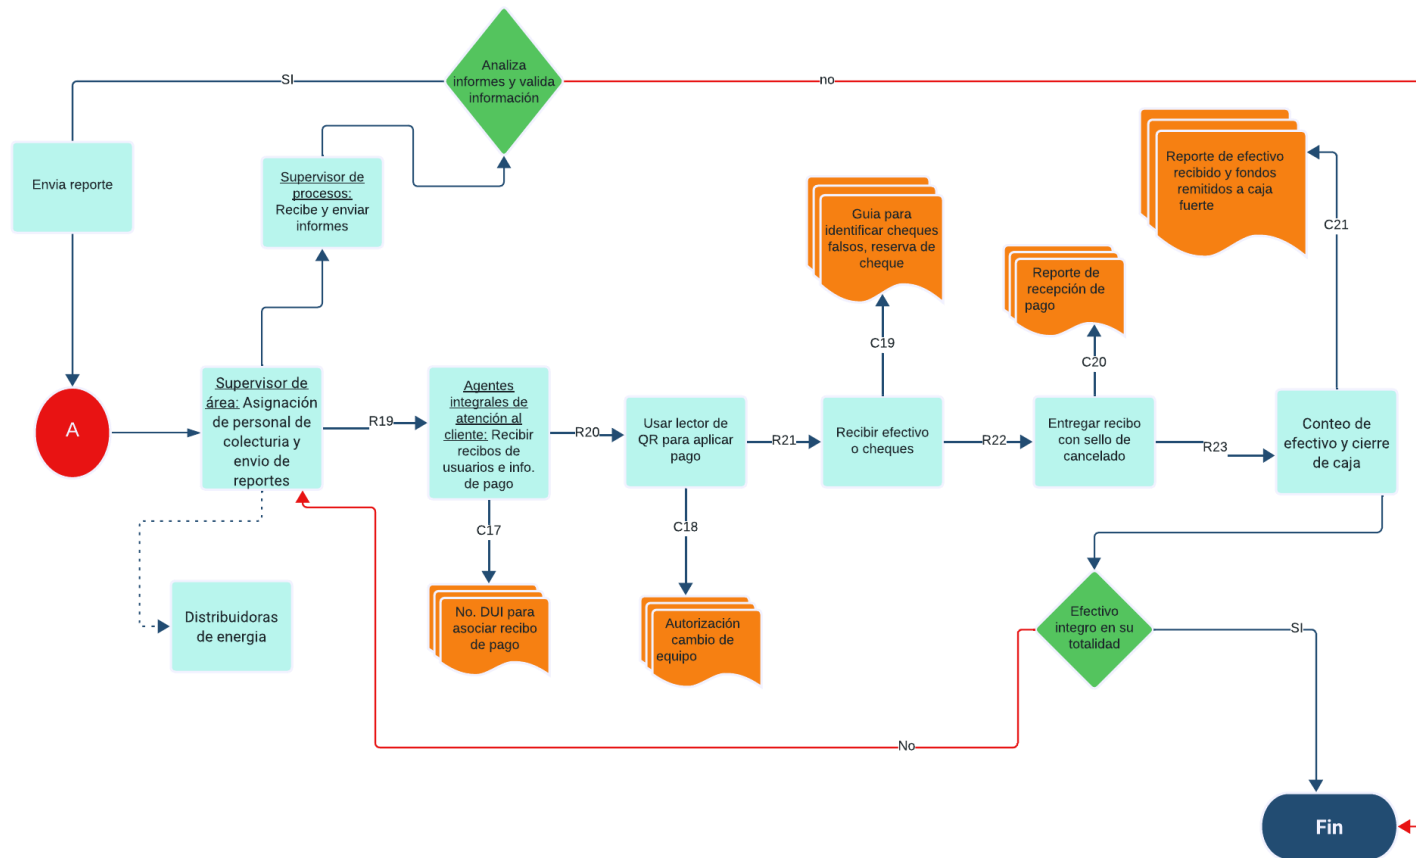 Analiza
informes y valida
información
SI
no
Envia reporte
Supervisor de
procesos:
Recibe y enviar
informes
Guia para
identificar cheques
falsos, reserva de
cheque
Reporte de
recepción de
pago
Reporte de efectivo
recibido y fondos
remitidos a caja
fuerte
C21
C19
C20
A
Supervisor de
área: Asignación
de personal de
colecturia y
envio de
reportes
R19
Agentes
integrales de
atención al
cliente: Recibir
recibos de
usuarios e info.
de pago
R20
Usar lector de
QR para aplicar
pago
R21
Recibir efectivo
o cheques
R22
Entregar recibo
con sello de
cancelado
R23
Conteo de
efectivo y cierre
de caja
C17
C18
Distribuidoras
de energia
No. DUI para
asociar recibo
de pago
Autorización
cambio de
equipo
Efectivo
integro en su
totalidad
SI
No
Fin